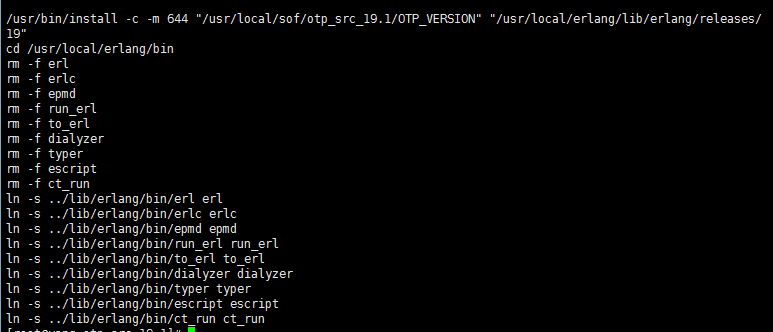 /usr/bin/install -c -m 644 "/usr/local/sof/otp_src_19.1/OTP_VERSION" "/usr/local/erlang/lib/erlang/releases/
19"
cd /usr/local/erlang/bin
rm -f erl
rm -f erlc
rm -f epmd
rm -f run_erl
rm -f to_erl
rm -f dialyzer
rm -f typer
rm -f escript
rm -f ct_run
ln -s ../lib/erlang/bin/erl erl
ln -s ../lib/erlang/bin/erlc erlc
ln -s ../lib/erlang/bin/epmd epmd
ln -s ../lib/erlang/bin/run_erl run_erl
ln -s ../lib/erlang/bin/to_erl to_erl
ln -s ../lib/erlang/bin/dialyzer dialyzer
ln -s ../lib/erlang/bin/typer typer
ln -s ../lib/erlang/bin/escript escript
ln -s ../lib/erlang/bin/ct_run ct_run